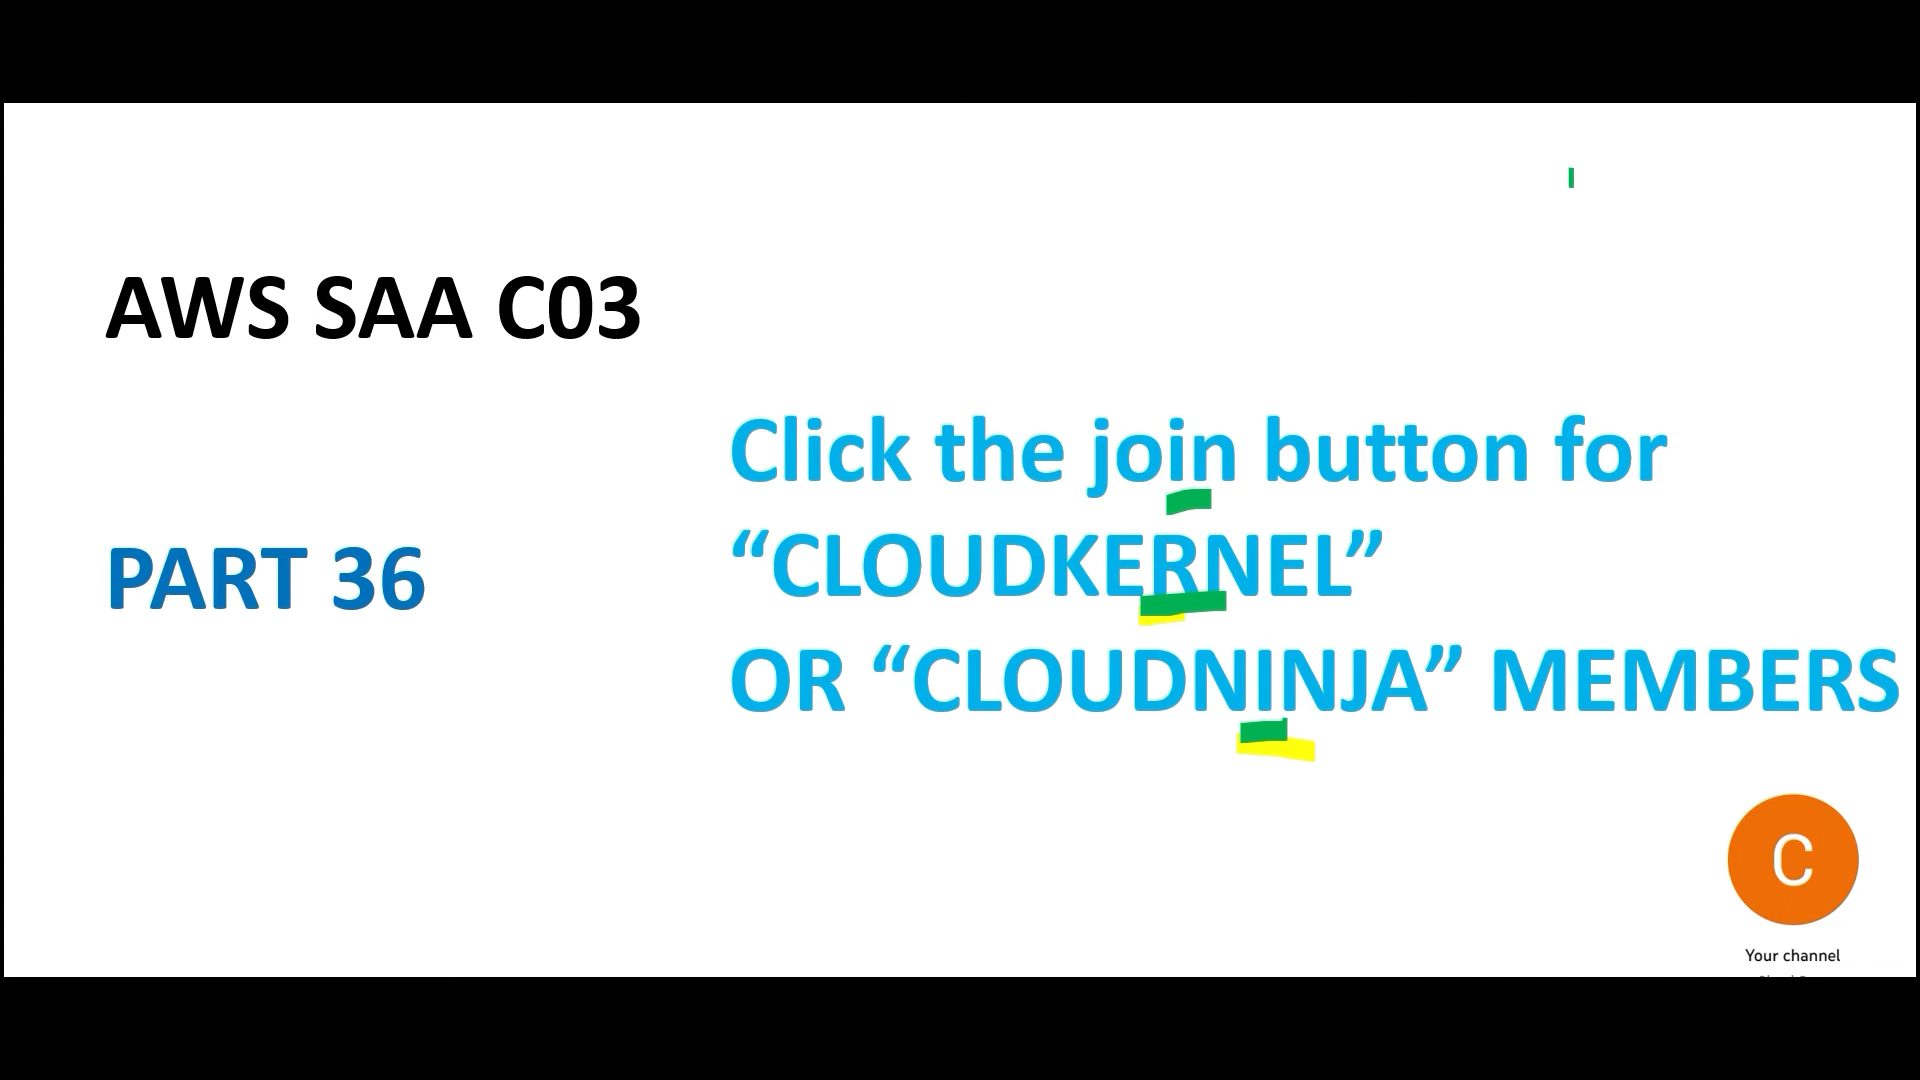 AWS SAA C03
PART 36
Click the join button for
“CLOUDKERNEL”
OR “CLOUDNINJA” MEMBERS
C
Your channel